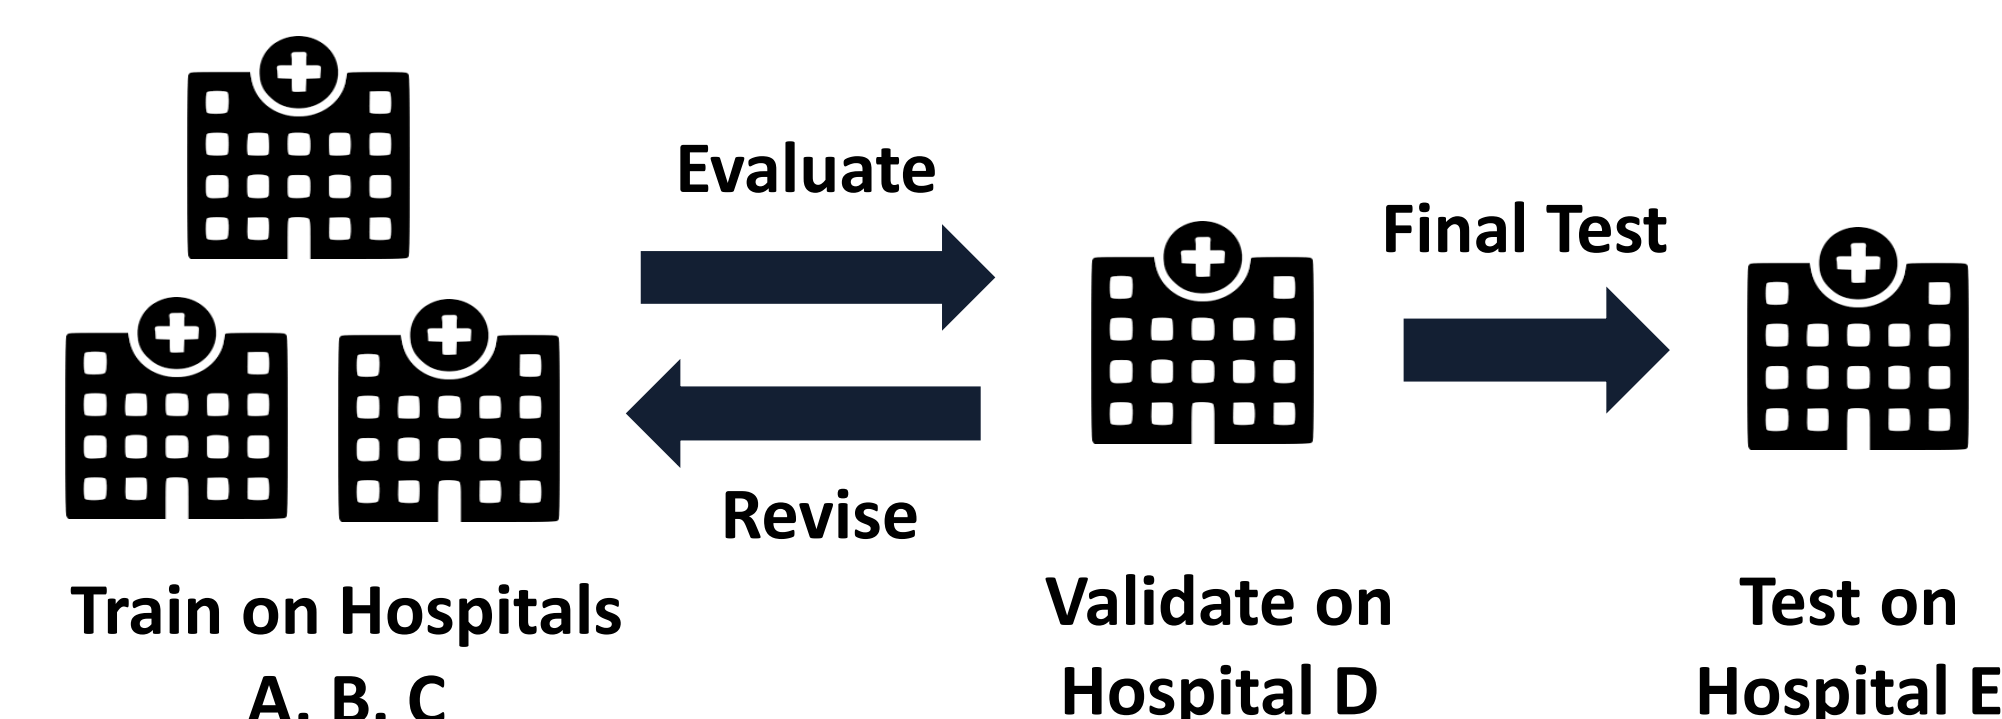 Evaluate
Final Test
Revise
Train on Hospitals
A, B, C
Validate on
Hospital D
Test on
Hospital E